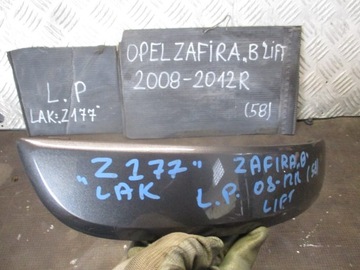 OPEL ZAFIRA "B" LIFT
2008-2012R
(58)
L.P
LAK: Z177
"Z177"
LAK
L.P.
ZAFIRA "B"
08-12R (58)
LIFT